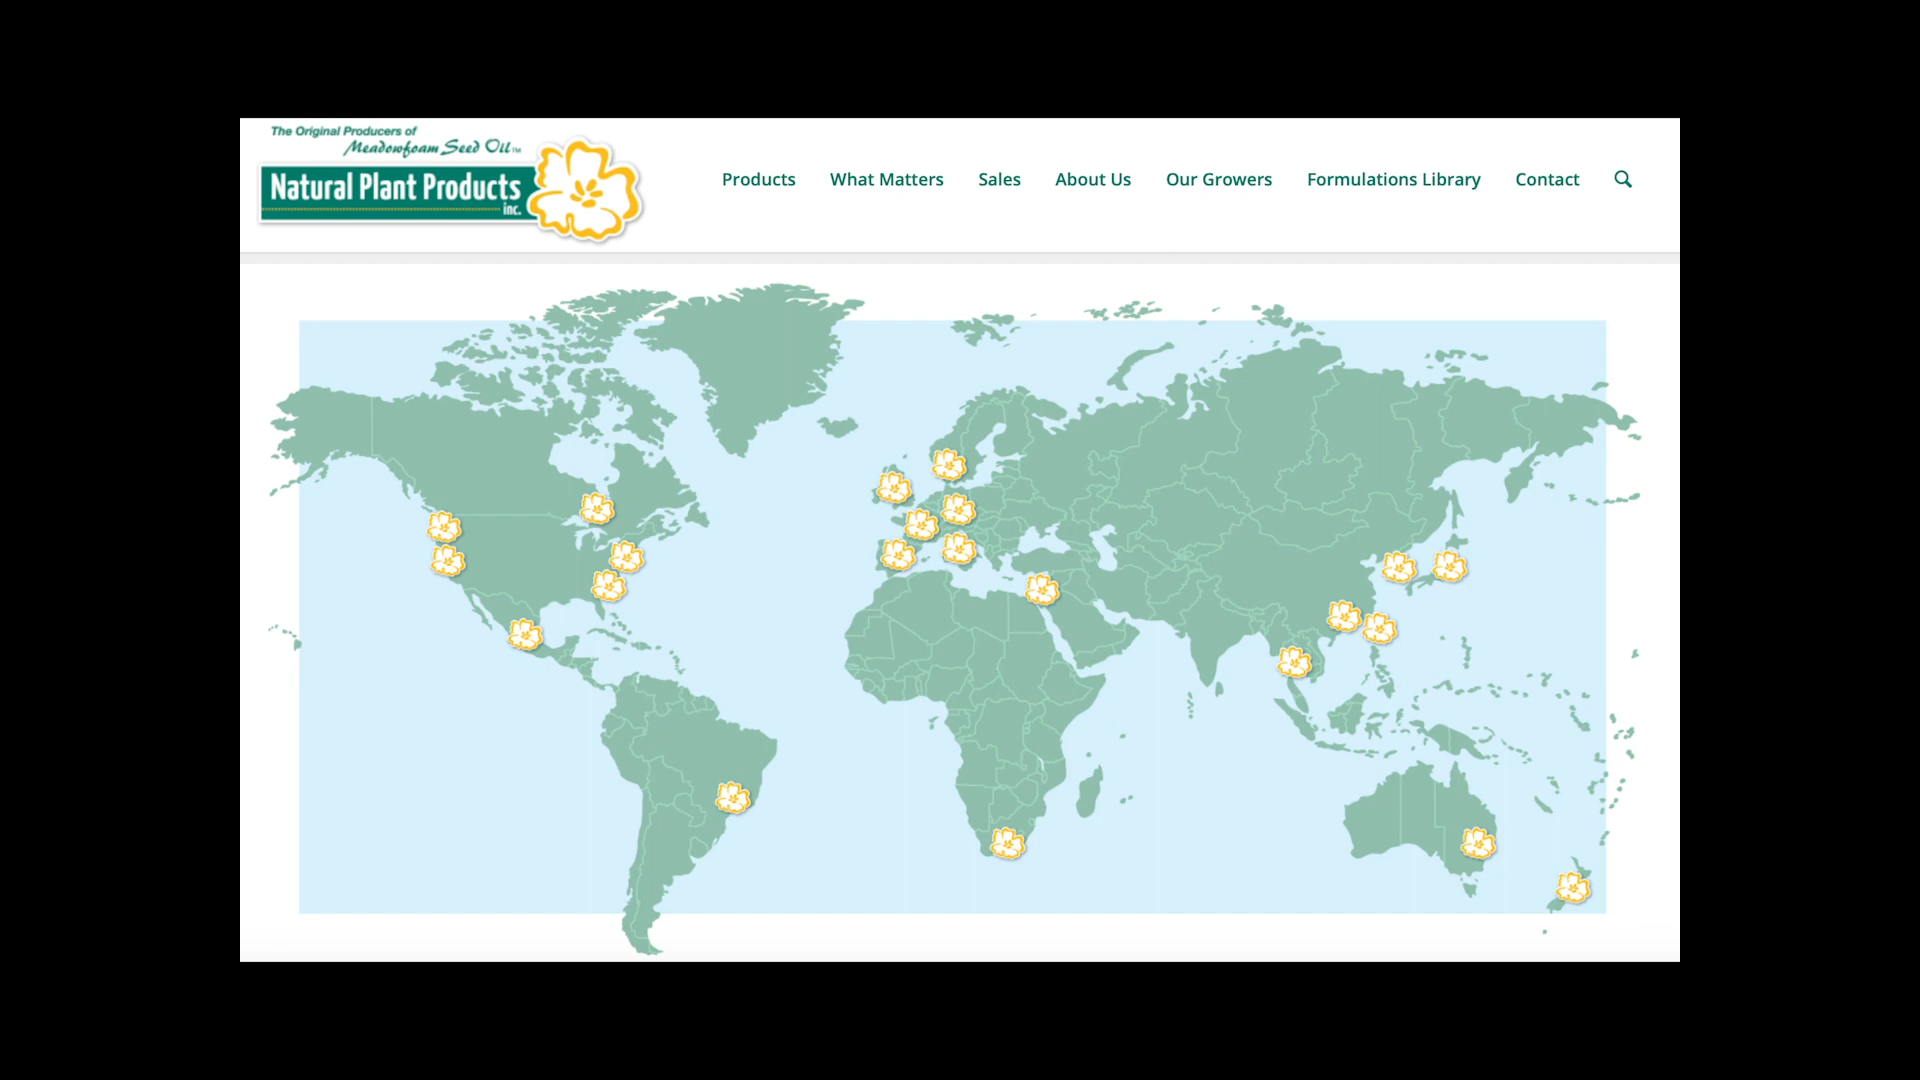 The Original Producers of
Meadowfoam Seed Oil™
Natural Plant Products
inc.
Products What Matters Sales About Us Our Growers Formulations Library Contact